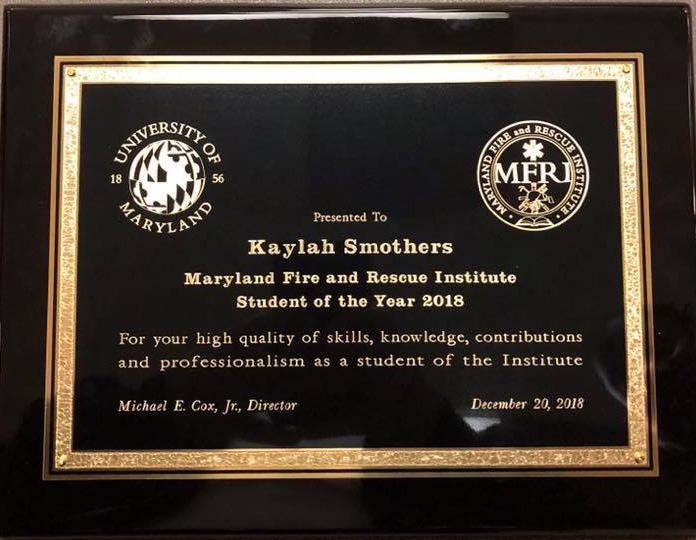 UNIVERSITY OF
18 56
MARYLAND
MARYLAND FIRE and RESCUE INSTITUTE
MFRI
Presented To
Kaylah Smothers
Maryland Fire and Rescue Institute
Student of the Year 2018
For your high quality of skills, knowledge, contributions
and professionalism as a student of the Institute
Michael E. Cox, Jr., Director
December 20, 2018